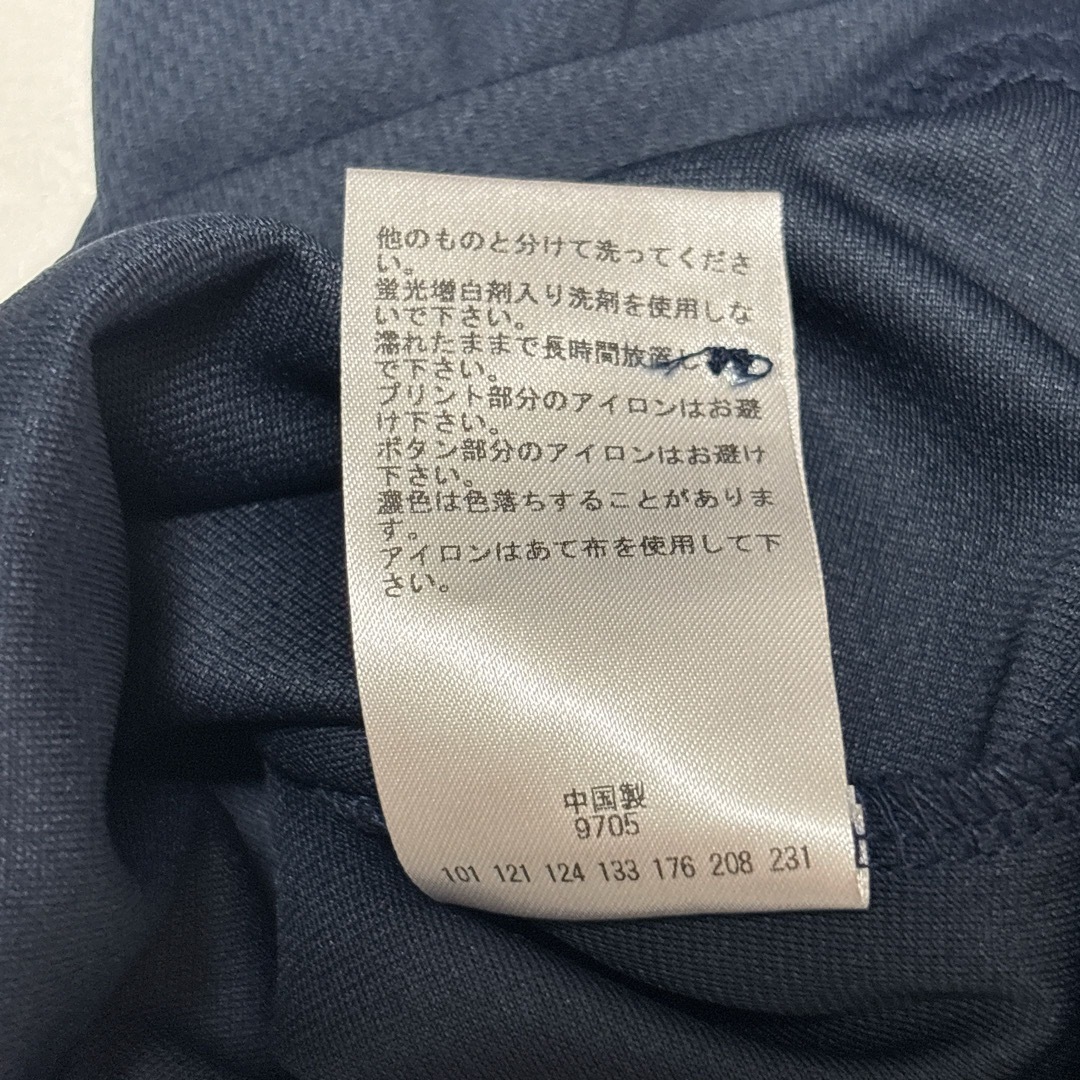 他のものと分けて洗ってくださ
い。
蛍光増白剤入り洗剤を使用しな
いで下さい。
濡れたままで長時間放置し
で下さい。
プリント部分のアイロンはお避
け下さい。
ボタン部分のアイロンはお避け
下さい。
濃色は色落ちすることがありま
す。
アイロンはあて布を使用して下
さい。
中国製
9705
101 121 124 133 176 208 231